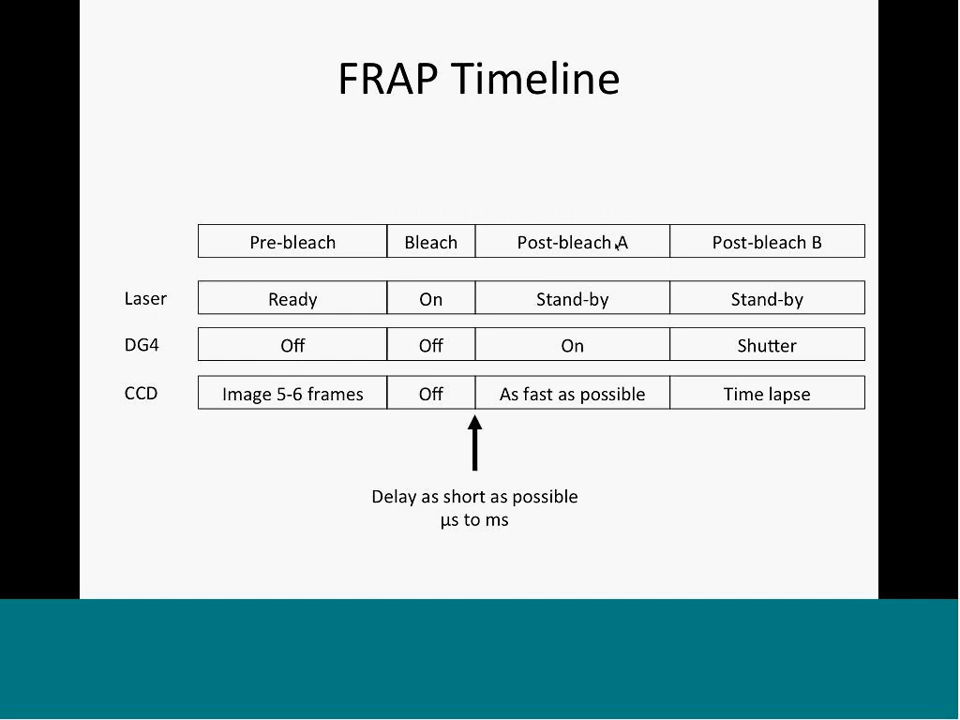 FRAP Timeline
Pre-bleach Bleach Post-bleach A Post-bleach B
Laser Ready On Stand-by Stand-by
DG4 Off Off On Shutter
CCD Image 5-6 frames Off As fast as possible Time lapse
Delay as short as possible
µs to ms